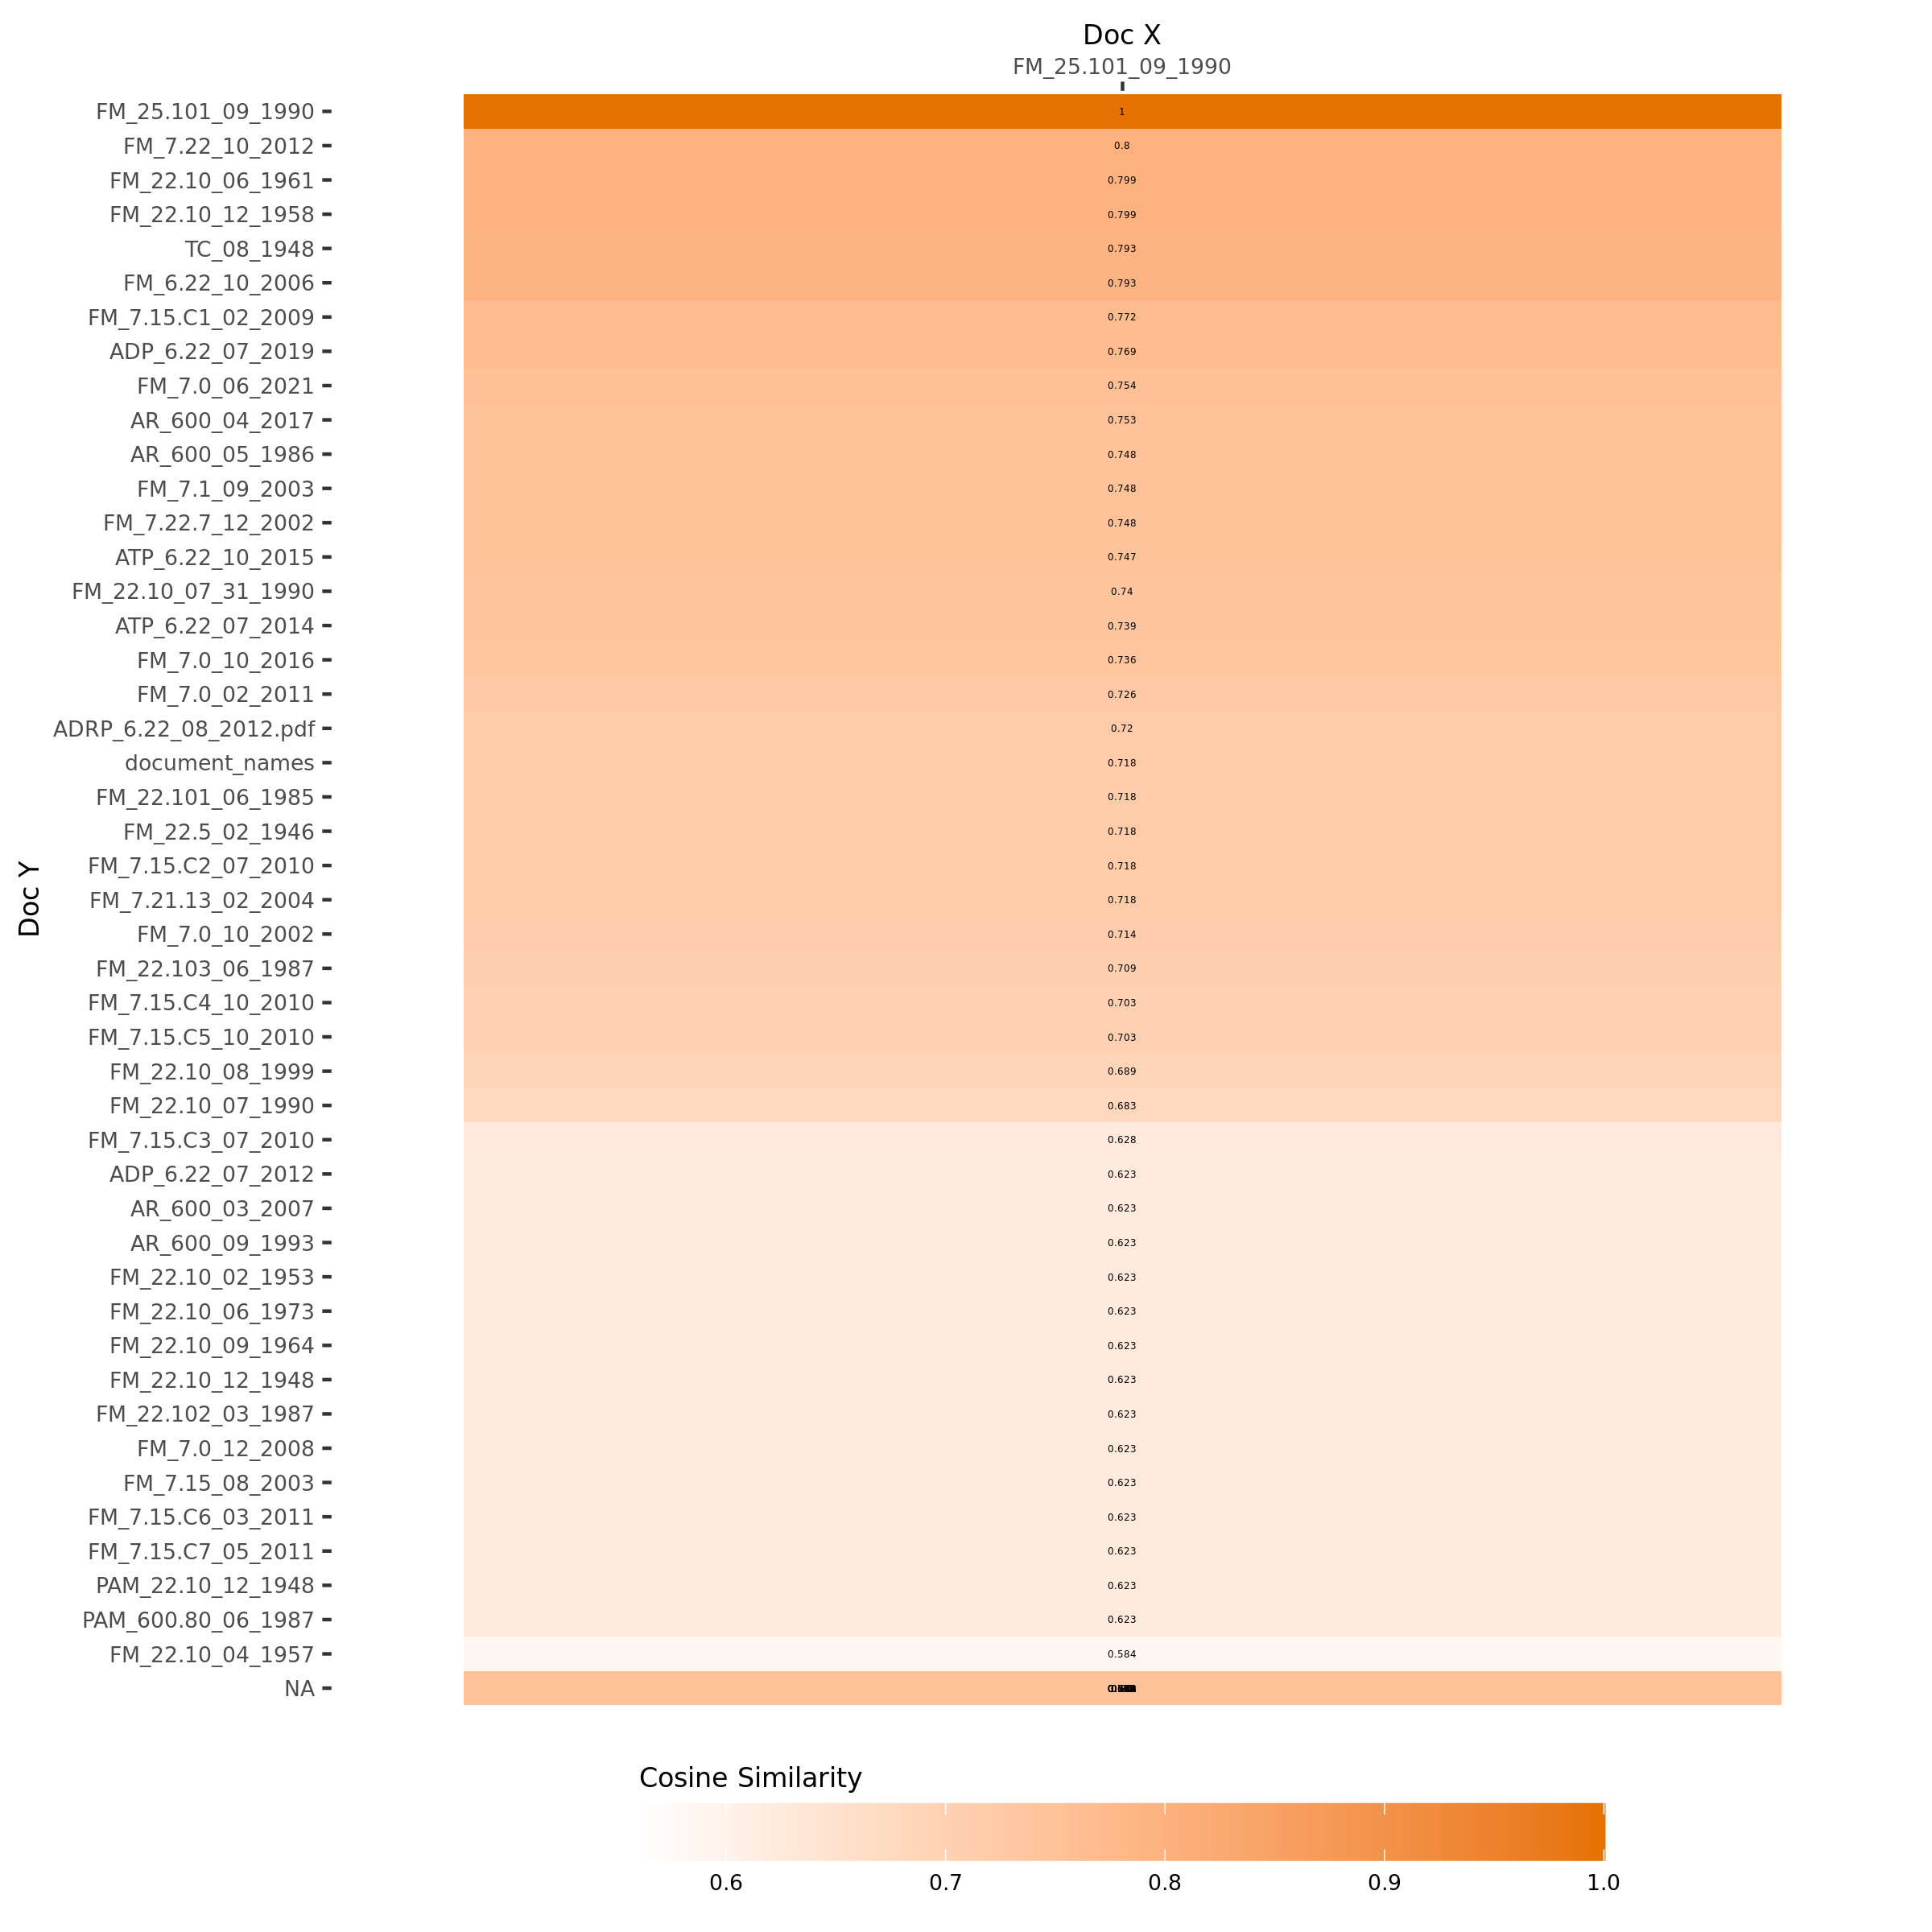 Doc X
FM_25.101_09_1990
FM_25.101_09_1990 1
FM_7.22_10_2012 0.8
FM_22.10_06_1961 0.799
FM_22.10_12_1958 0.799
TC_08_1948 0.793
FM_6.22_10_2006 0.793
FM_7.15.C1_02_2009 0.772
ADP_6.22_07_2019 0.769
FM_7.0_06_2021 0.754
AR_600_04_2017 0.753
AR_600_05_1986 0.748
FM_7.1_09_2003 0.748
FM_7.22.7_12_2002 0.748
ATP_6.22_10_2015 0.747
FM_22.10_07_31_1990 0.74
ATP_6.22_07_2014 0.739
FM_7.0_10_2016 0.736
FM_7.0_02_2011 0.726
ADRP_6.22_08_2012.pdf 0.72
document_names 0.718
FM_22.101_06_1985 0.718
FM_22.5_02_1946 0.718
FM_7.15.C2_07_2010 0.718
FM_7.21.13_02_2004 0.718
Doc Y
FM_7.0_10_2002 0.714
FM_22.103_06_1987 0.709
FM_7.15.C4_10_2010 0.703
FM_7.15.C5_10_2010 0.703
FM_22.10_08_1999 0.689
FM_22.10_07_1990 0.683
FM_7.15.C3_07_2010 0.628
ADP_6.22_07_2012 0.623
AR_600_03_2007 0.623
AR_600_09_1993 0.623
FM_22.10_02_1953 0.623
FM_22.10_06_1973 0.623
FM_22.10_09_1964 0.623
FM_22.10_12_1948 0.623
FM_22.102_03_1987 0.623
FM_7.0_12_2008 0.623
FM_7.15_08_2003 0.623
FM_7.15.C6_03_2011 0.623
FM_7.15.C7_05_2011 0.623
PAM_22.10_12_1948 0.623
PAM_600.80_06_1987 0.623
FM_22.10_04_1957 0.584
NA
Cosine Similarity
0.6 0.7 0.8 0.9 1.0